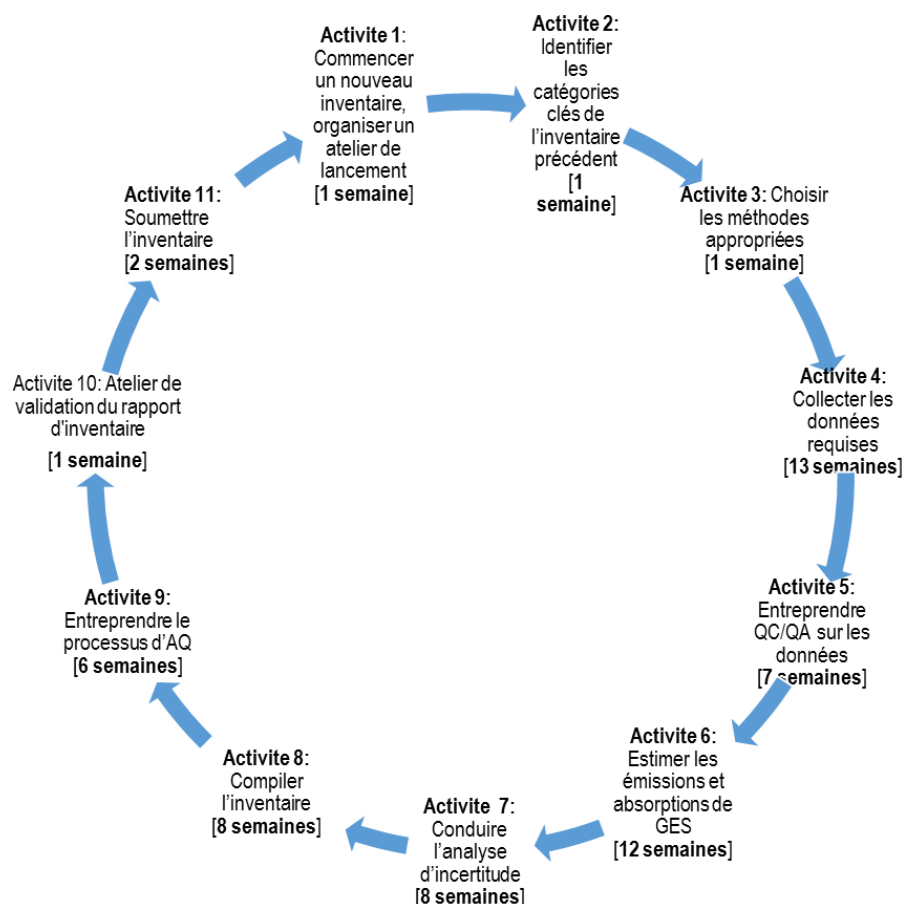 Activite 1:
Commencer
un nouveau
inventaire,
organiser un
atelier de
lancement
[1 semaine]
Activite 2:
Identifier
les
catégories
clés de
l’inventaire
précédent
[1
semaine]
Activite 3: Choisir
les méthodes
appropriées
[1 semaine]
Activite 4:
Collecter les
données
requises
[13 semaines]
Activite 5:
Entreprendre
QC/QA sur les
données
[7 semaines]
Activite 6:
Estimer les
émissions et
absorptions de
GES
[12 semaines]
Activite 7:
Conduire
l’analyse
d’incertitude
[8 semaines]
Activite 8:
Compiler
l’inventaire
[8 semaines]
Activite 9:
Entreprendre le
processus d’AQ
[6 semaines]
Activite 10: Atelier de
validation du rapport
d'inventaire
[1 semaine]
Activite 11:
Soumettre
l’inventaire
[2 semaines]